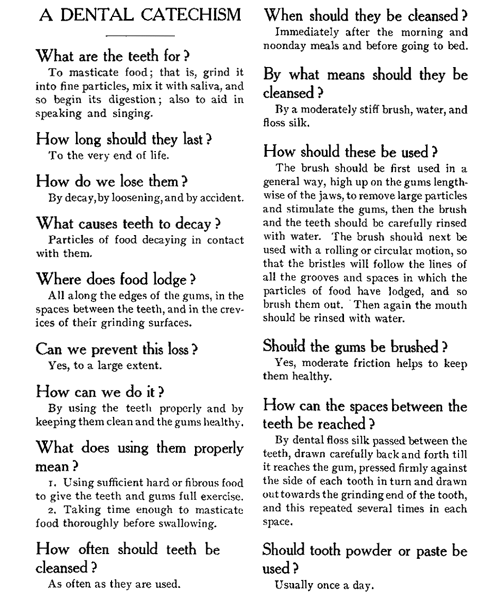 A DENTAL CATECHISM
What are the teeth for?
To masticate food; that is, grind it
into fine particles, mix it with saliva, and
so begin its digestion; also to aid in
speaking and singing.
How long should they last?
To the very end of life.
How do we lose them?
By decay, by loosening, and by accident.
What causes teeth to decay?
Particles of food decaying in contact
with them.
Where does food lodge?
All along the edges of the gums, in the
spaces between the teeth, and in the crev-
ices of their grinding surfaces.
Can we prevent this loss?
Yes, to a large extent.
How can we do it?
By using the teeth properly and by
keeping them clean and the gums healthy.
What does using them properly
mean?
1. Using sufficient hard or fibrous food
to give the teeth and gums full exercise.
2. Taking time enough to masticate
food thoroughly before swallowing.
How often should teeth be
cleansed?
As often as they are used.
When should they be cleansed?
Immediately after the morning and
noonday meals and before going to bed.
By what means should they be
cleansed?
By a moderately stiff brush, water, and
floss silk.
How should these be used?
The brush should be first used in a
general way, high up on the gums length-
wise of the jaws, to remove large particles
and stimulate the gums, then the brush
and the teeth should be carefully rinsed
with water. The brush should next be
used with a rolling or circular motion, so
that the bristles will follow the lines of
all the grooves and spaces in which the
particles of food have lodged, and so
brush them out. Then again the mouth
should be rinsed with water.
Should the gums be brushed?
Yes, moderate friction helps to keep
them healthy.
How can the spaces between the
teeth be reached?
By dental floss silk passed between the
teeth, drawn carefully back and forth till
it reaches the gum, pressed firmly against
the side of each tooth in turn and drawn
out towards the grinding end of the tooth,
and this repeated several times in each
space.
Should tooth powder or paste be
used?
Usually once a day.